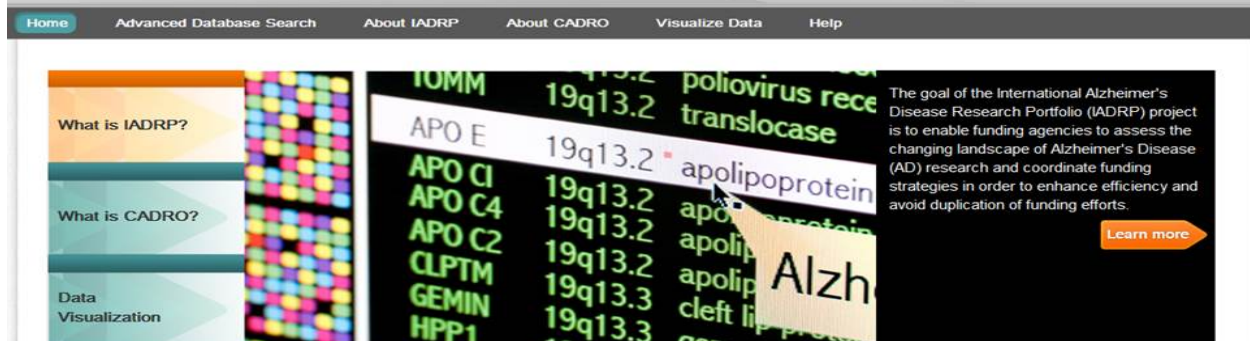 Home Advanced Database Search About IADRP About CADRO Visualize Data Help
What is IADRP?
What is CADRO?
Data
Visualization
TOMM 19q13.2 poliovirus rece
19q13.2 translocase
APO E 19q13.2 apolipoprotein
APO CI 19q13.2
APO C4 19q13.2 apolip
APO C2 19q13.2 apolip
CLPTM 19q13.3 cleft lip
GEMIN 19q13.3
HPP1
Alzh
The goal of the International Alzheimer's
Disease Research Portfolio (IADRP) project
is to enable funding agencies to assess the
changing landscape of Alzheimer's Disease
(AD) research and coordinate funding
strategies in order to enhance efficiency and
avoid duplication of funding efforts.
Learn more